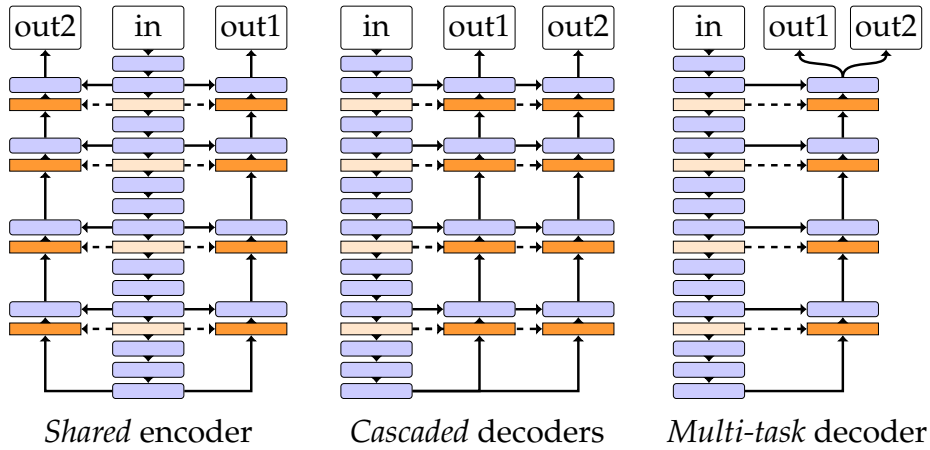 out2 in out1 in out1 out2 in out1 out2
Shared encoder Cascaded decoders Multi-task decoder